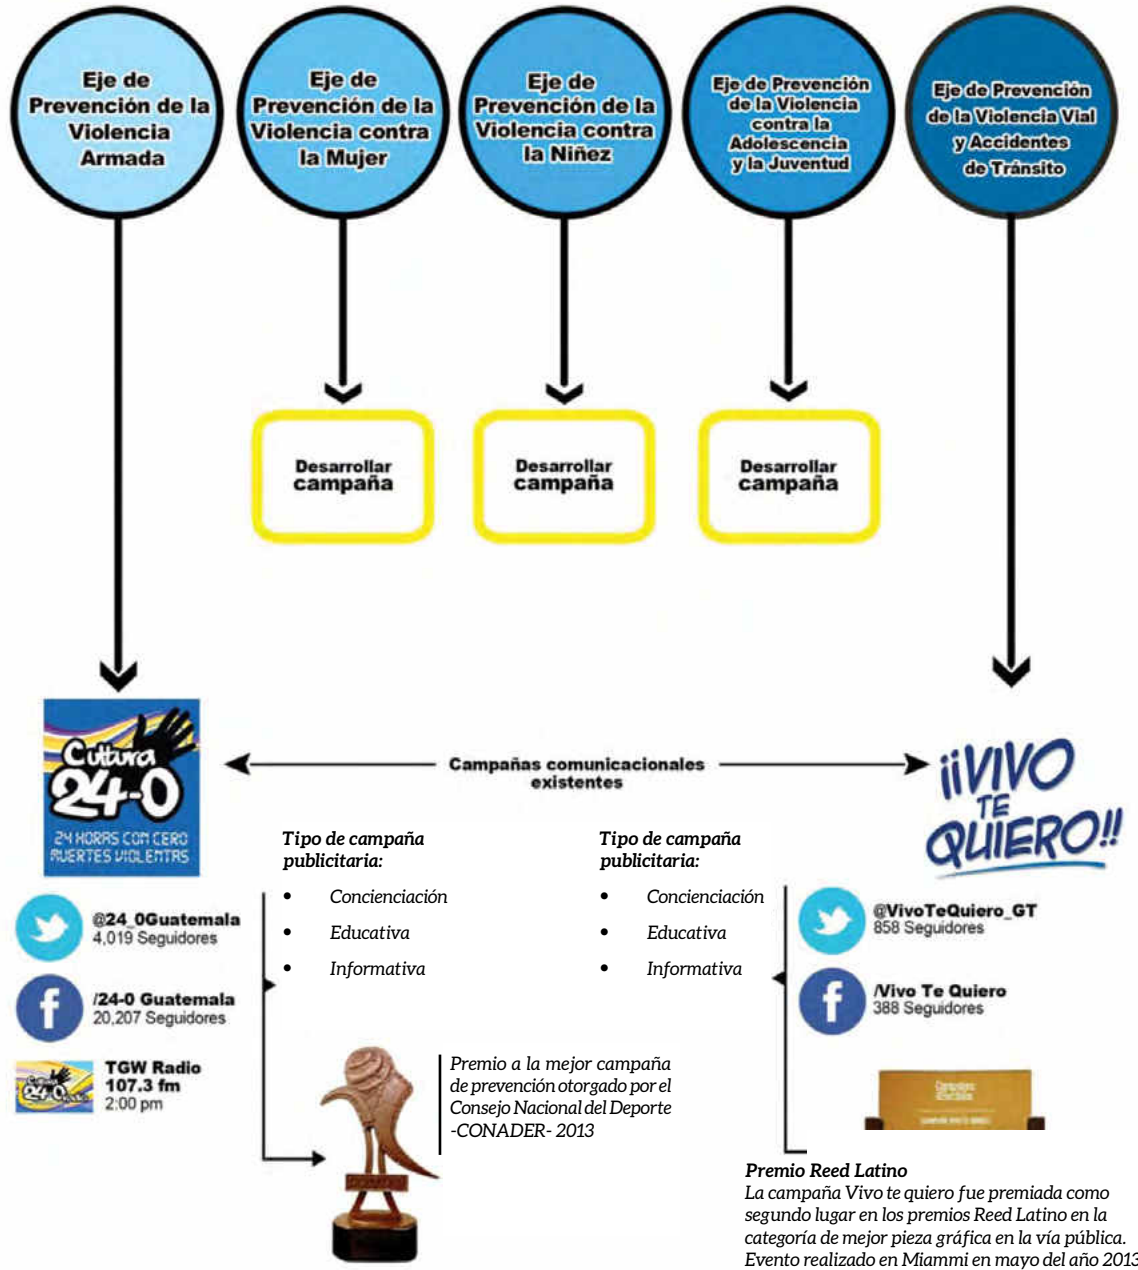 Eje de
Prevención de la
Violencia
Armada
Eje de
Prevención de la
Violencia contra
la Mujer
Eje de
Prevención de la
Violencia contra
la Niñez
Eje de Prevención
de la Violencia
contra la
Adolescencia
y la Juventud
Eje de Prevención
de la Violencia Vial
y Accidentes
de Tránsito
Desarrollar
campaña
Desarrollar
campaña
Desarrollar
campaña
Cultura
24-0
24 HORAS CON CERO
MUERTES VIOLENTAS
Campañas comunicacionales
existentes
¡¡VIVO
TE
QUIERO!!
@24_0Guatemala
4,019 Seguidores
/24-0 Guatemala
20,207 Seguidores
Cultura
24-0
TGW Radio
107.3 fm
2:00 pm
Tipo de campaña
publicitaria:
• Concienciación
• Educativa
• Informativa
Tipo de campaña
publicitaria:
• Concienciación
• Educativa
• Informativa
@VivoTeQuiero_GT
858 Seguidores
/Vivo Te Quiero
388 Seguidores
Premio a la mejor campaña
de prevención otorgado por el
Consejo Nacional del Deporte
-CONADER- 2013
Premio Reed Latino
La campaña Vivo te quiero fue premiada como
segundo lugar en los premios Reed Latino en la
categoría de mejor pieza gráfica en la vía pública.
Evento realizado en Miammi en mayo del año 2013